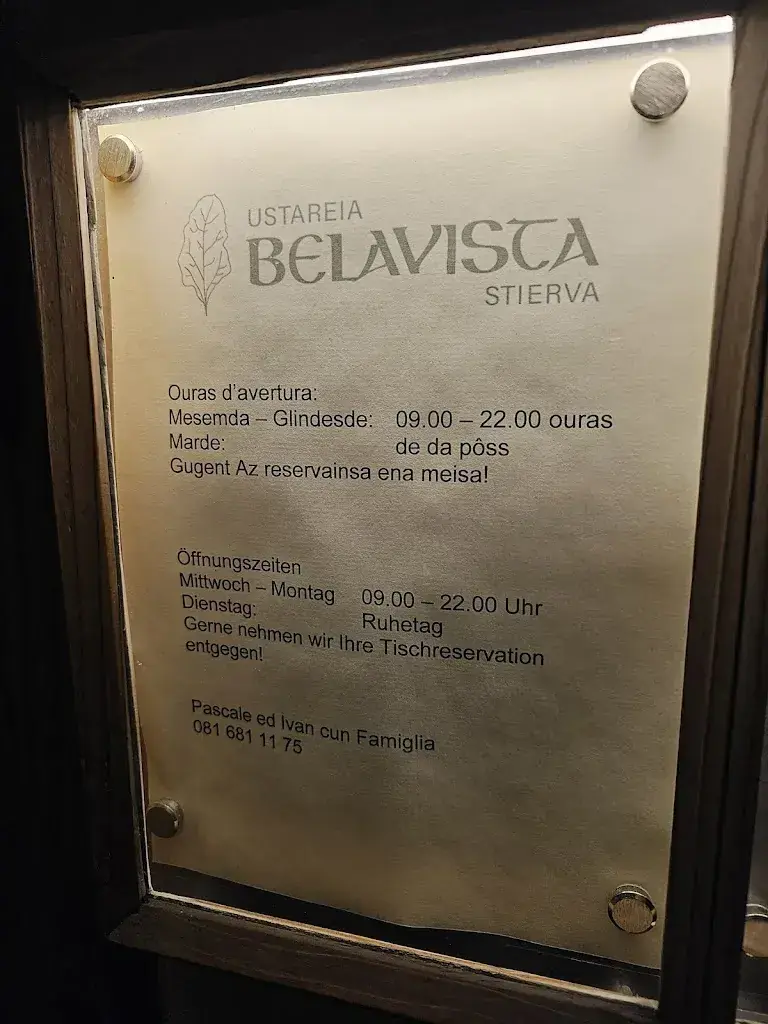 USTAREIA
BELAVISTA
STIERVA
Ouras d'avertura:
Mesemda – Glindesde: 09.00 – 22.00 ouras
Marde: de da pôss
Gugent Az reservainsa ena meisa!
Öffnungszeiten
Mittwoch – Montag 09.00 – 22.00 Uhr
Dienstag: Ruhetag
Gerne nehmen wir Ihre Tischreservation
entgegen!
Pascale ed Ivan cun Famiglia
081 681 11 75